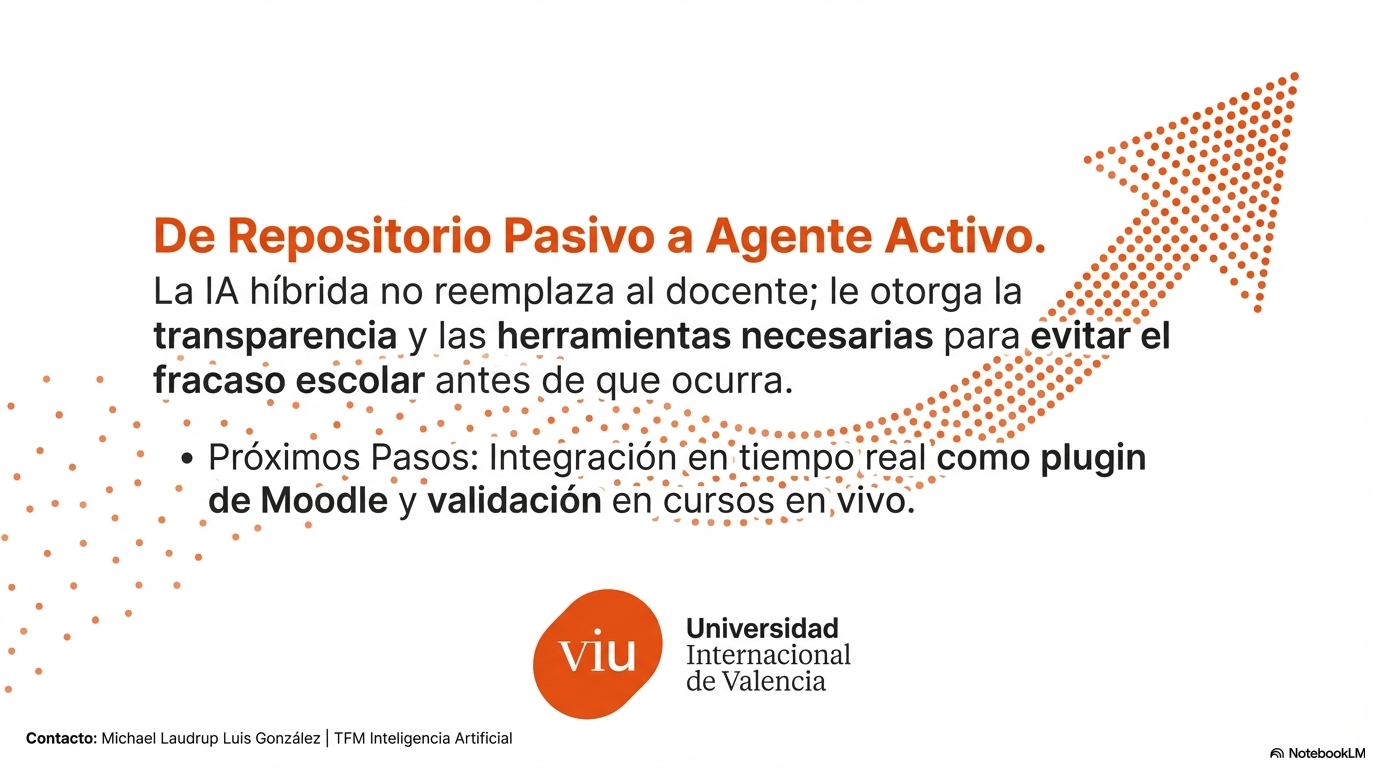 De Repositorio Pasivo a Agente Activo.
La IA híbrida no reemplaza al docente; le otorga la
transparencia y las herramientas necesarias para evitar el
fracaso escolar antes de que ocurra.
• Próximos Pasos: Integración en tiempo real como plugin
de Moodle y validación en cursos en vivo.
viu
Universidad
Internacional
de Valencia
Contacto: Michael Laudrup Luis González | TFM Inteligencia Artificial
NotebookLM